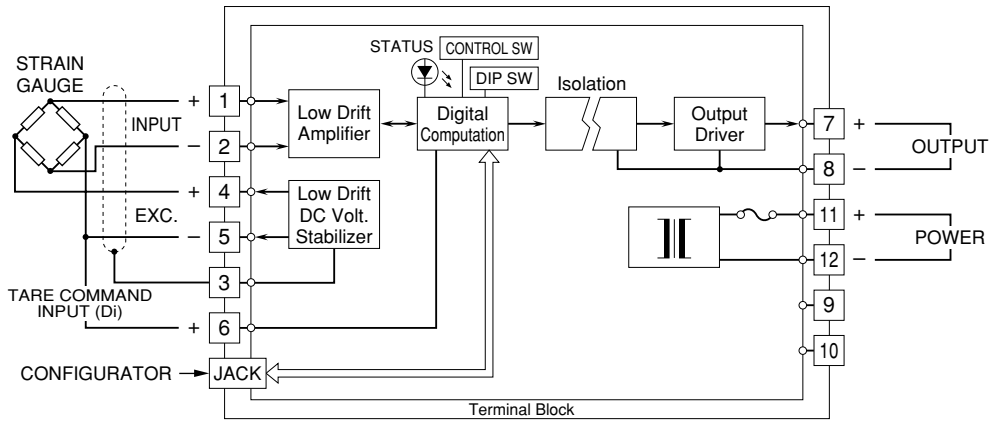 STRAIN
GAUGE
+ 1
INPUT
− 2
+ 4
EXC.
− 5
3
TARE COMMAND
INPUT (Di)
+ 6
CONFIGURATOR
JACK
Low Drift
Amplifier
Low Drift
DC Volt.
Stabilizer
STATUS
CONTROL SW
DIP SW
Digital
Computation
Isolation
Output
Driver
7 +
OUTPUT
8 −
11 +
POWER
12 −
9
10
Terminal Block